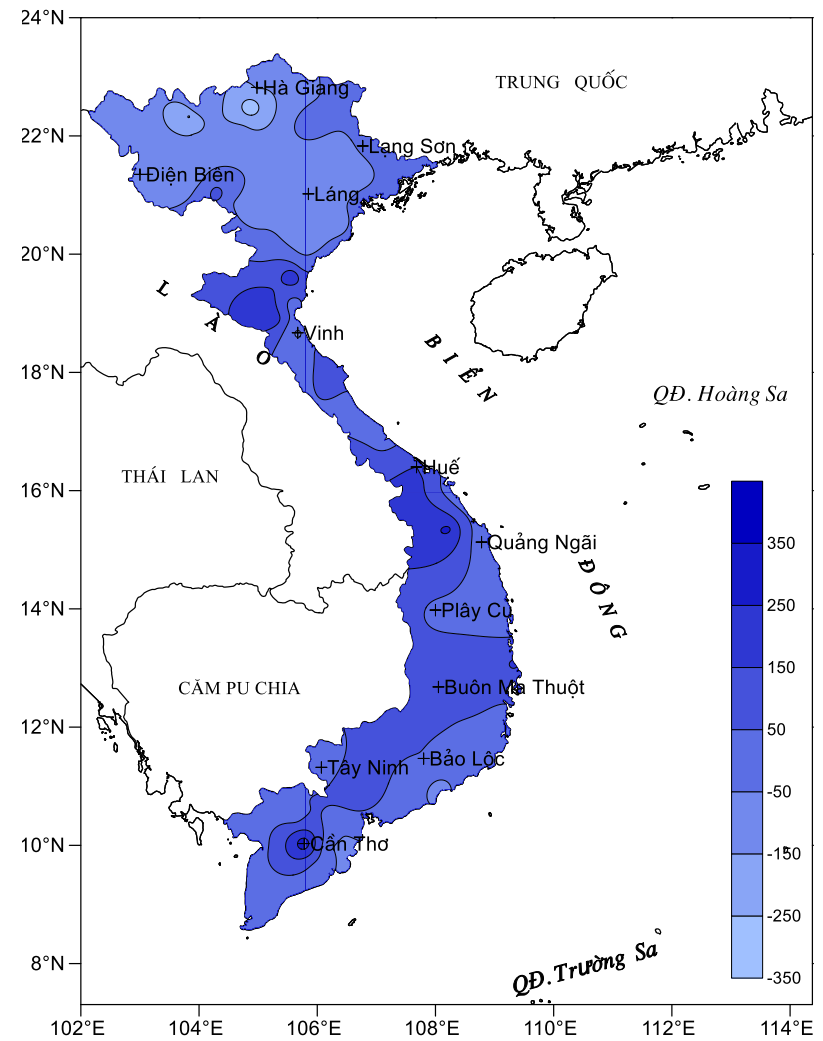 24°N
22°N
20°N
18°N
16°N
14°N
12°N
10°N
8°N
102°E 104°E 106°E 108°E 110°E 112°E 114°E
TRUNG QUỐC
Hà Giang
Lạng Sơn
Điện Biên
Láng
LÀO
Vinh
BIỂN
QĐ. Hoàng Sa
THÁI LAN
Huế
Quảng Ngãi
ĐÔNG
Plây Cu
CĂM PU CHIA
Buôn Ma Thuột
Bảo Lộc
Tây Ninh
Cần Thơ
QĐ. Trường Sa
350
250
150
50
-50
-150
-250
-350